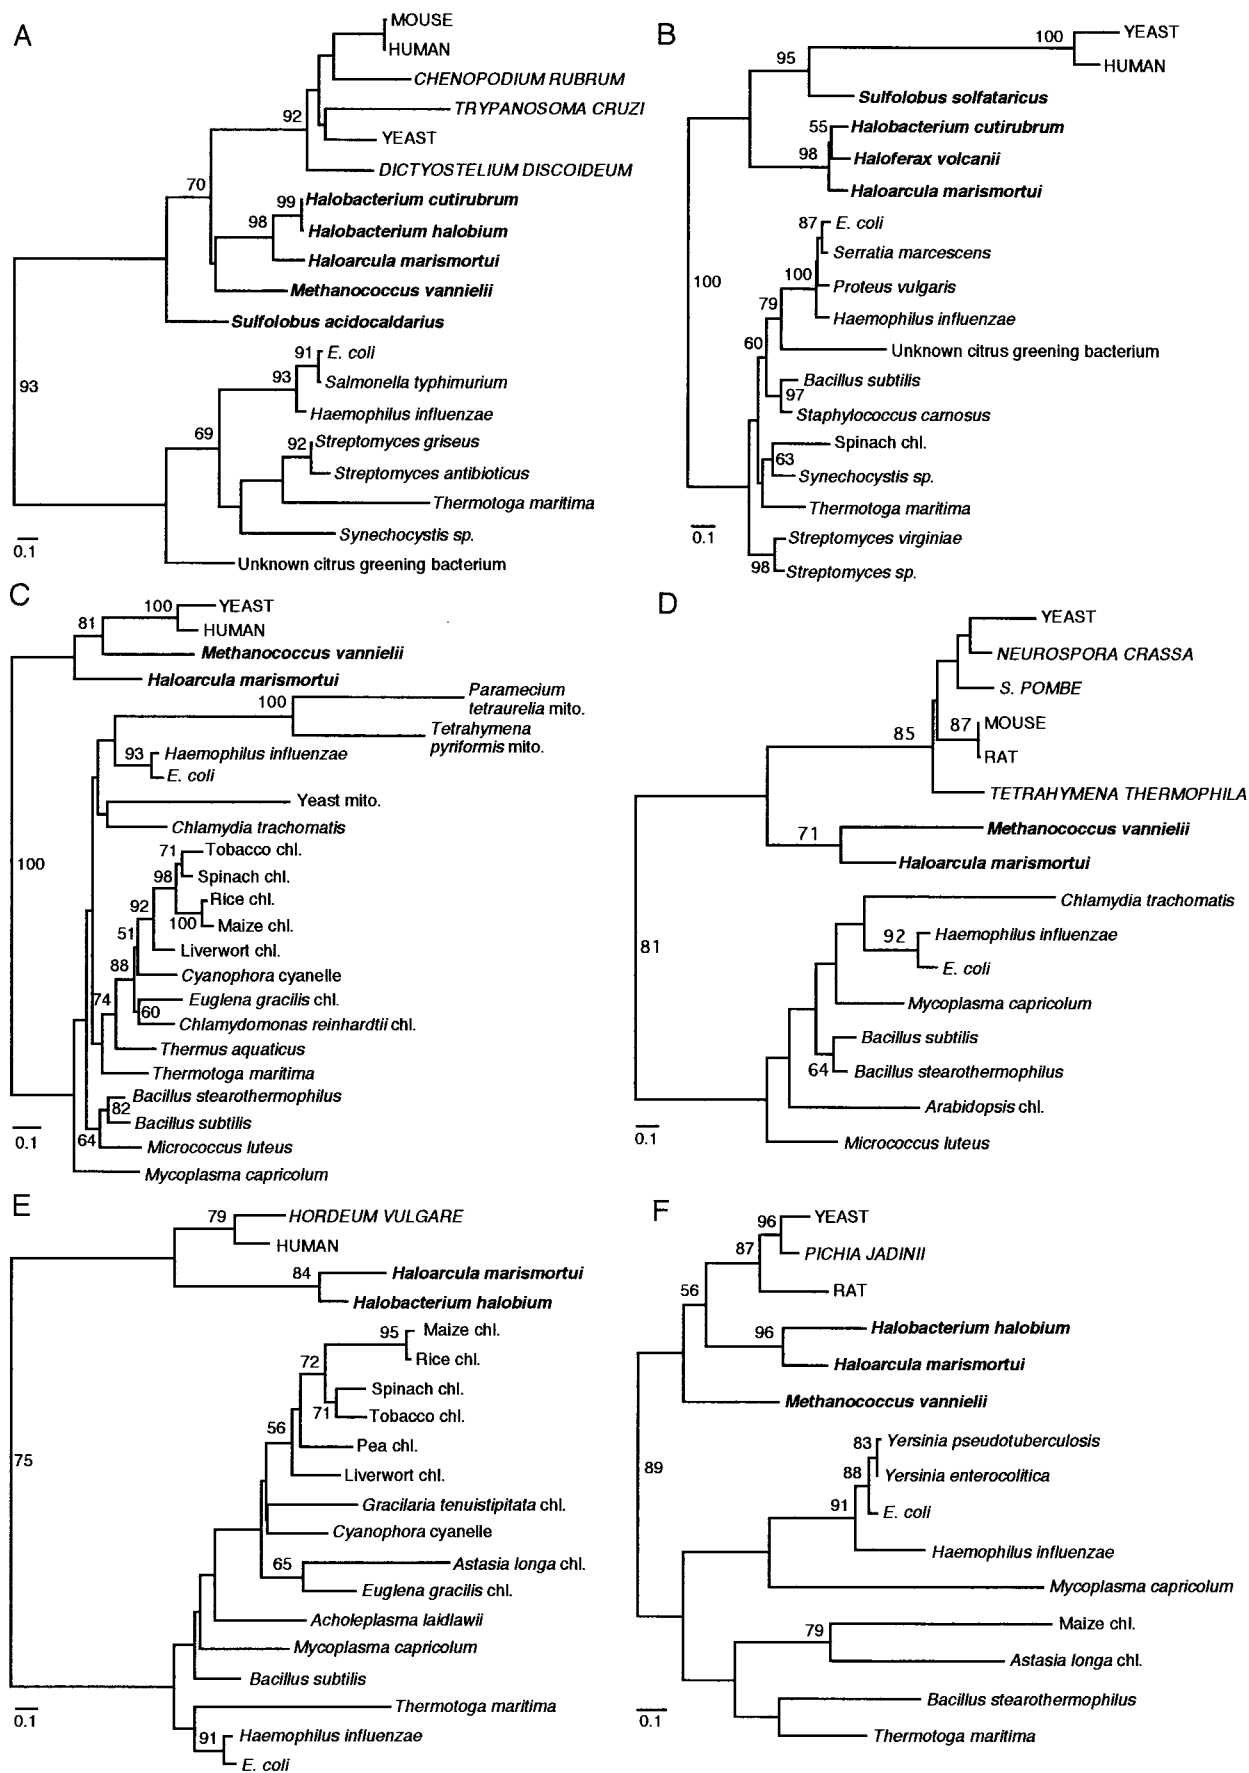 A
MOUSE
HUMAN
CHENOPODIUM RUBRUM
TRYPANOSOMA CRUZI
92
YEAST
DICTYOSTELIUM DISCOIDEUM
70
99
Halobacterium cutirubrum
98
Halobacterium halobium
Haloarcula marismortui
Methanococcus vannielii
Sulfolobus acidocaldarius
93
91
E. coli
93
Salmonella typhimurium
Haemophilus influenzae
69
92
Streptomyces griseus
Streptomyces antibioticus
Thermotoga maritima
Synechocystis sp.
Unknown citrus greening bacterium
0.1
B
100
YEAST
HUMAN
95
Sulfolobus solfataricus
55
Halobacterium cutirubrum
98
Haloferax volcanii
Haloarcula marismortui
100
87
E. coli
Serratia marcescens
100
Proteus vulgaris
79
Haemophilus influenzae
60
Unknown citrus greening bacterium
Bacillus subtilis
97
Staphylococcus carnosus
Spinach chl.
63
Synechocystis sp.
Thermotoga maritima
Streptomyces virginiae
98
Streptomyces sp.
0.1
C
100
YEAST
81
HUMAN
Methanococcus vannielii
Haloarcula marismortui
100
Paramecium
tetraurelia mito.
Tetrahymena
pyriformis mito.
93
Haemophilus influenzae
E. coli
Yeast mito.
Chlamydia trachomatis
100
71
Tobacco chl.
98
Spinach chl.
Rice chl.
92
100
Maize chl.
51
Liverwort chl.
88
Cyanophora cyanelle
74
Euglena gracilis chl.
60
Chlamydomonas reinhardtii chl.
Thermus aquaticus
Thermotoga maritima
Bacillus stearothermophilus
82
Bacillus subtilis
64
Micrococcus luteus
Mycoplasma capricolum
0.1
D
YEAST
NEUROSPORA CRASSA
S. POMBE
85
87
MOUSE
RAT
TETRAHYMENA THERMOPHILA
71
Methanococcus vannielii
Haloarcula marismortui
81
Chlamydia trachomatis
92
Haemophilus influenzae
E. coli
Mycoplasma capricolum
Bacillus subtilis
64
Bacillus stearothermophilus
Arabidopsis chl.
Micrococcus luteus
0.1
E
79
HORDEUM VULGARE
HUMAN
84
Haloarcula marismortui
Halobacterium halobium
95
Maize chl.
72
Rice chl.
Spinach chl.
71
Tobacco chl.
56
Pea chl.
75
Liverwort chl.
Gracilaria tenuistipitata chl.
Cyanophora cyanelle
65
Astasia longa chl.
Euglena gracilis chl.
Acholeplasma laidlawii
Mycoplasma capricolum
Bacillus subtilis
Thermotoga maritima
91
Haemophilus influenzae
E. coli
0.1
F
96
YEAST
87
PICHIA JADINII
RAT
56
96
Halobacterium halobium
Haloarcula marismortui
Methanococcus vannielii
89
83
Yersinia pseudotuberculosis
88
Yersinia enterocolitica
91
E. coli
Haemophilus influenzae
Mycoplasma capricolum
79
Maize chl.
Astasia longa chl.
Bacillus stearothermophilus
Thermotoga maritima
0.1